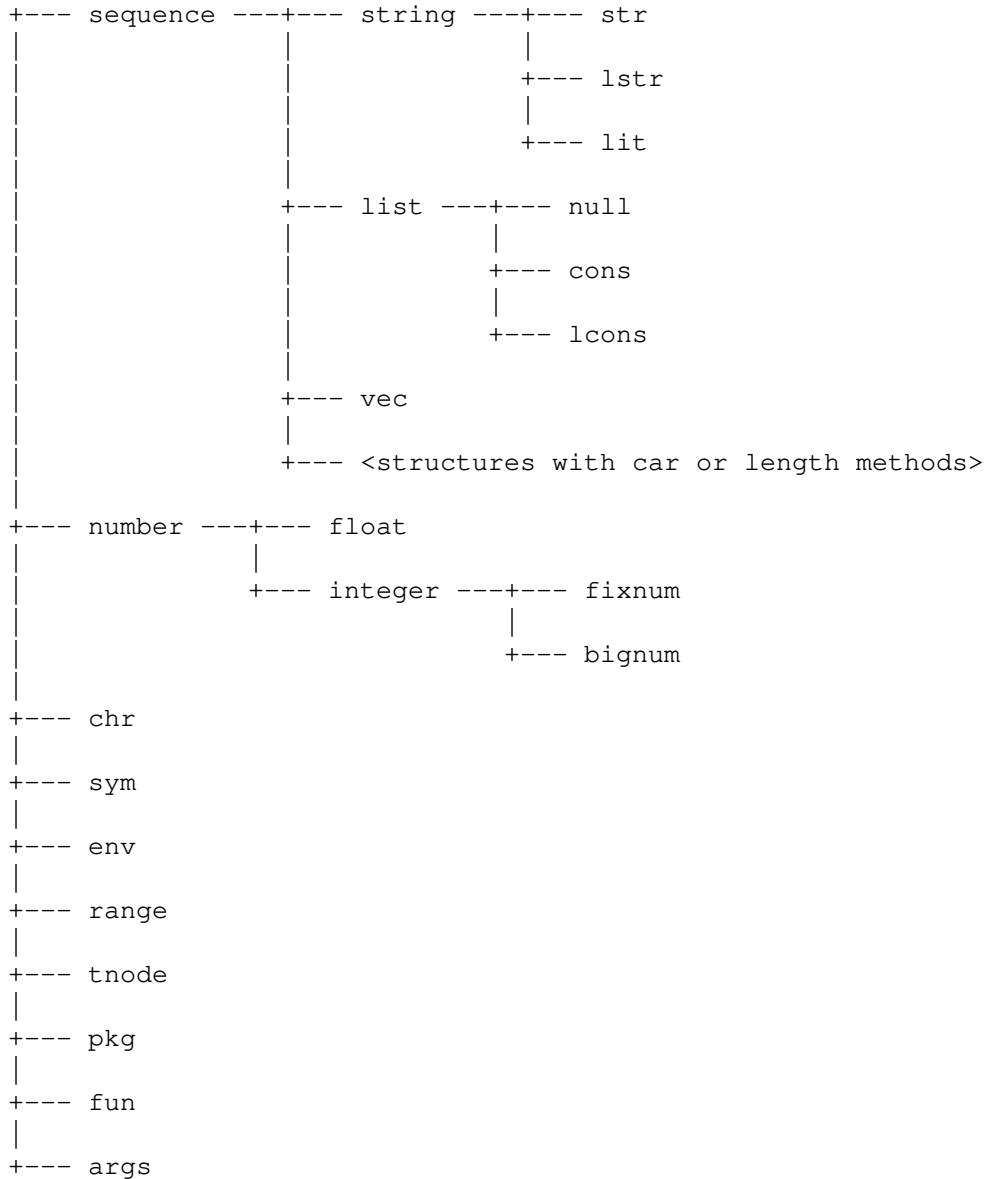 +--- sequence ---+--- string ---+--- str
|                |              |
|                |              +--- lstr
|                |              |
|                |              +--- lit
|                |
|                +--- list ---+--- null
|                |            |
|                |            +--- cons
|                |            |
|                |            +--- lcons
|                |
|                +--- vec
|                |
|                +--- <structures with car or length methods>
|
+--- number ---+--- float
|              |
|              +--- integer ---+--- fixnum
|                              |
|                              +--- bignum
|
+--- chr
|
+--- sym
|
+--- env
|
+--- range
|
+--- tnode
|
+--- pkg
|
+--- fun
|
+--- args